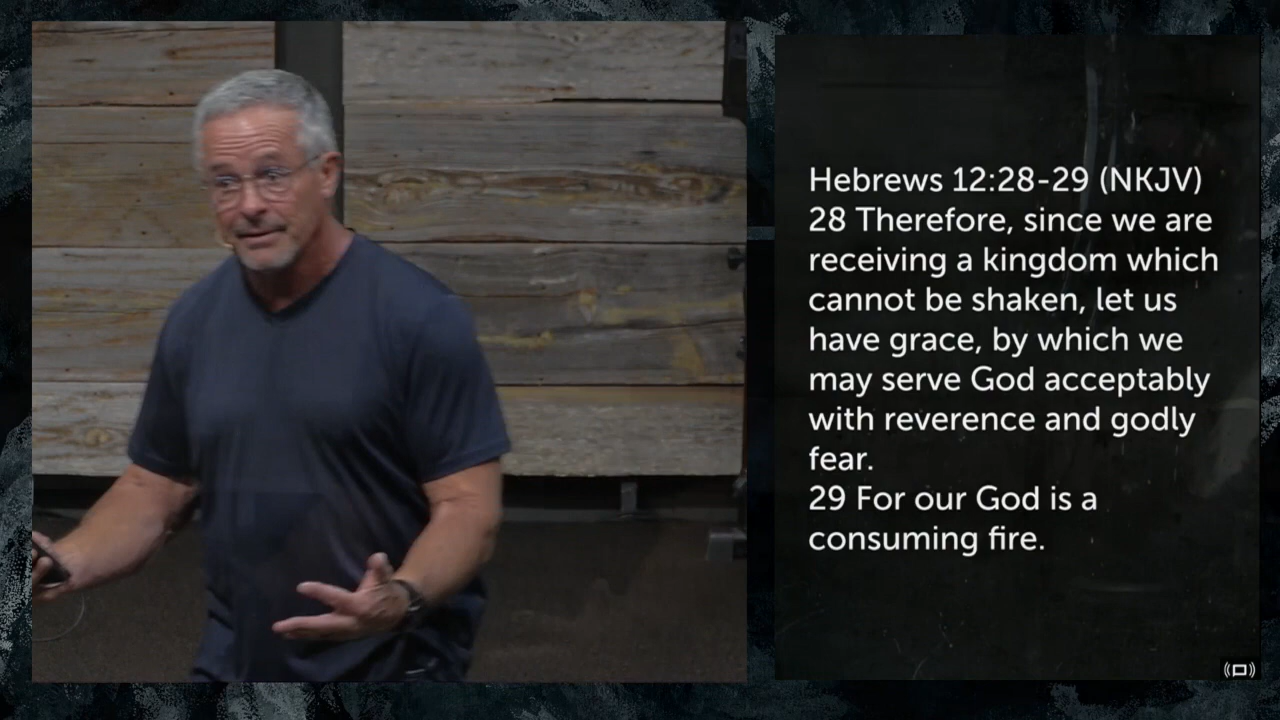 Hebrews 12:28-29 (NKJV)
28 Therefore, since we are
receiving a kingdom which
cannot be shaken, let us
have grace, by which we
may serve God acceptably
with reverence and godly
fear.
29 For our God is a
consuming fire.